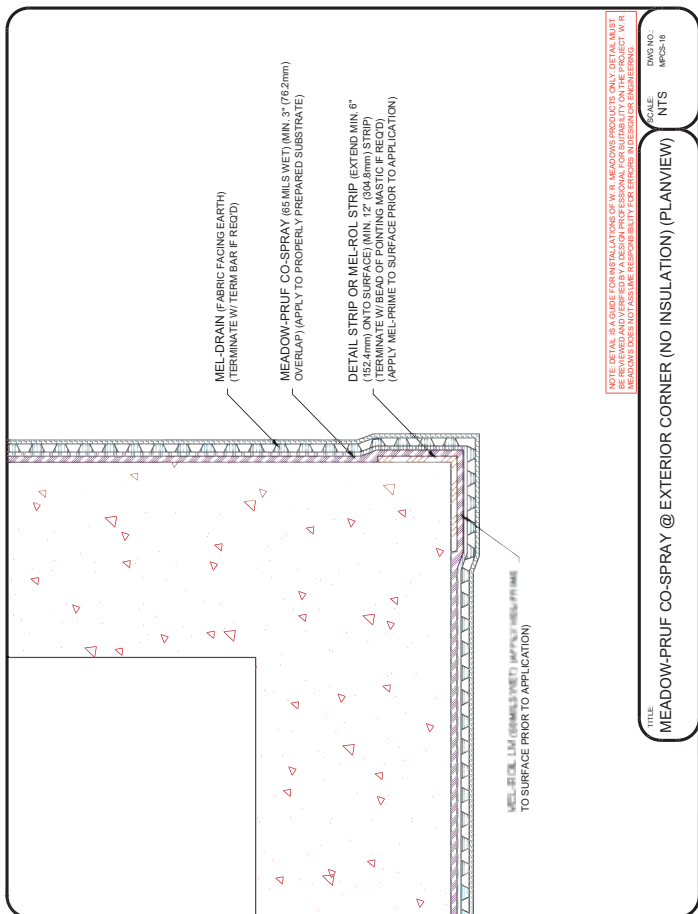 MEL-DRAIN (FABRIC FACING EARTH)
(TERMINATE W/ TERM BAR IF REQ'D)
MEADOW-PRUF CO-SPRAY (65 MILS WET) (MIN. 3" (76.2mm)
OVERLAP) (APPLY TO PROPERLY PREPARED SUBSTRATE)
DETAIL STRIP OR MEL-ROL STRIP (EXTEND MIN. 6"
(152.4mm) ONTO SURFACE) (MIN. 12" (304.8mm) STRIP)
(TERMINATE W/ BEAD OF POINTING MASTIC IF REQ'D)
(APPLY MEL-PRIME TO SURFACE PRIOR TO APPLICATION)
TO SURFACE PRIOR TO APPLICATION)
NOTE: DETAIL IS A GUIDE FOR INSTALLATIONS OF W. R. MEADOWS PRODUCTS ONLY. DETAIL MUST
BE REVIEWED AND VERIFIED BY A DESIGN PROFESSIONAL FOR SUITABILITY ON THE PROJECT. W. R.
MEADOWS DOES NOT ASSUME RESPONSIBILITY FOR ERRORS IN DESIGN OR ENGINEERING.
TITLE:
MEADOW-PRUF CO-SPRAY @ EXTERIOR CORNER (NO INSULATION) (PLANVIEW)
SCALE:
NTS
DWG NO.:
MPCS-18